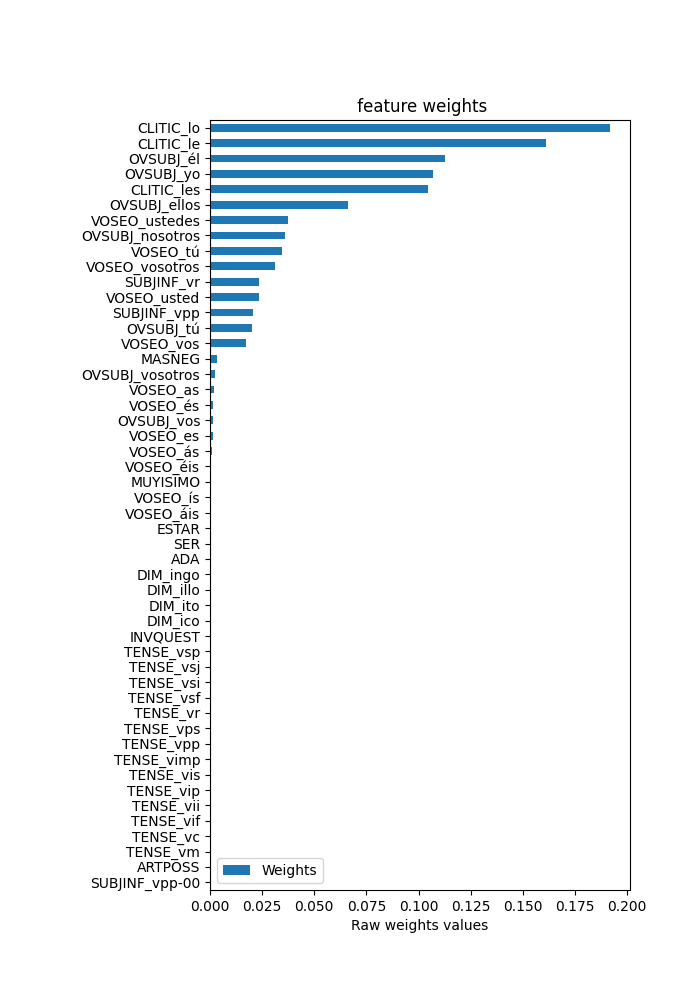 feature weights
CLITIC_lo
CLITIC_le
OVSUBJ_él
OVSUBJ_yo
CLITIC_les
OVSUBJ_ellos
VOSEO_ustedes
OVSUBJ_nosotros
VOSEO_tú
VOSEO_vosotros
SUBJINF_vr
VOSEO_usted
SUBJINF_vpp
OVSUBJ_tú
VOSEO_vos
MASNEG
OVSUBJ_vosotros
VOSEO_as
VOSEO_és
OVSUBJ_vos
VOSEO_es
VOSEO_ás
VOSEO_éis
MUYISIMO
VOSEO_ís
VOSEO_áis
ESTAR
SER
ADA
DIM_ingo
DIM_illo
DIM_ito
DIM_ico
INVQUEST
TENSE_vsp
TENSE_vsj
TENSE_vsi
TENSE_vsf
TENSE_vr
TENSE_vps
TENSE_vpp
TENSE_vimp
TENSE_vis
TENSE_vip
TENSE_vii
TENSE_vif
TENSE_vc
TENSE_vm
ARTPOSS
SUBJINF_vpp-00
Weights
0.000 0.025 0.050 0.075 0.100 0.125 0.150 0.175 0.200
Raw weights values